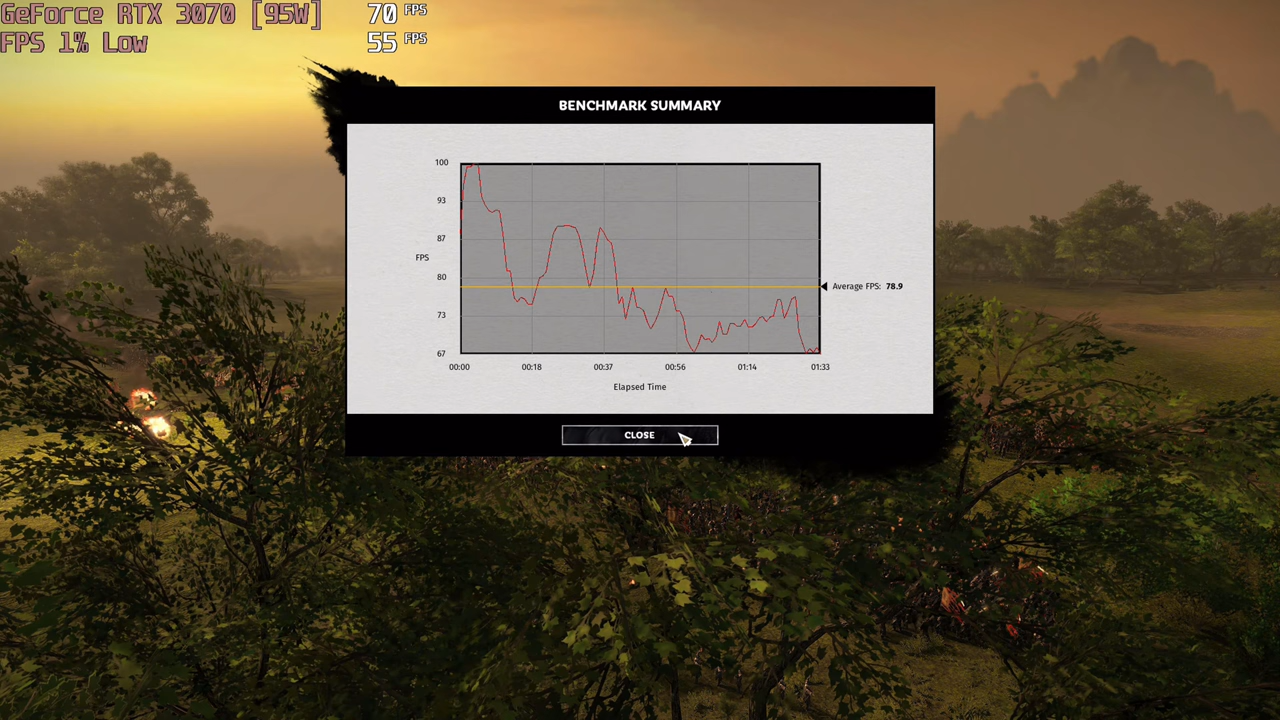 GeForce RTX 3070 [95W] 70 FPS
FPS 1% Low 55 FPS
BENCHMARK SUMMARY
100
93
87
FPS
80
Average FPS: 78.9
73
67
00:00 00:18 00:37 00:56 01:14 01:33
Elapsed Time
CLOSE